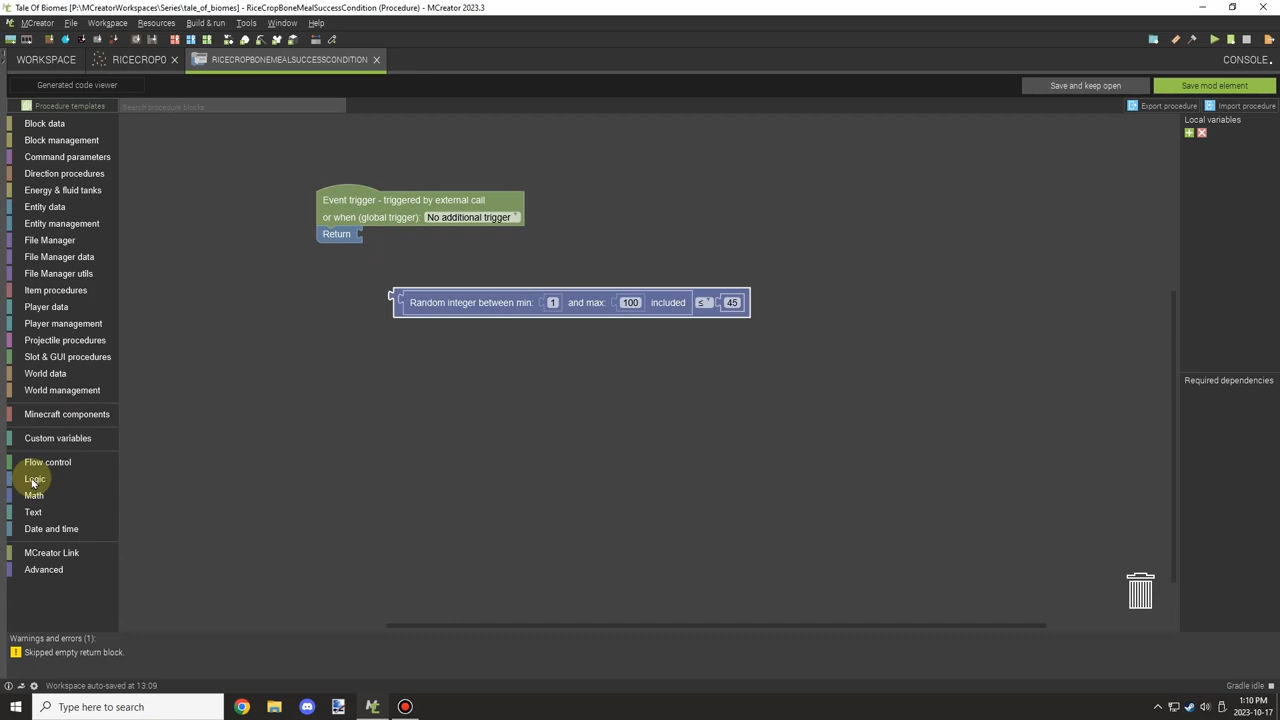 Tale Of Biomes [P:\MCreatorWorkspaces\Series\tale_of_biomes] - RiceCropBoneMealSuccessCondition (Procedure) - MCreator 2023.3
MCreator File Workspace Resources Build & run Tools Window Help
WORKSPACE RICECROP0 RICECROPBONEMEALSUCCESSCONDITION CONSOLE
Generated code viewer Save and keep open Save mod element
Procedure templates Search procedure blocks Export procedure Import procedure
Block data
Block management
Command parameters
Direction procedures
Energy & fluid tanks
Entity data
Entity management
File Manager
File Manager data
File Manager utils
Item procedures
Player data
Player management
Projectile procedures
Slot & GUI procedures
World data
World management
Minecraft components
Custom variables
Flow control
Logic
Math
Text
Date and time
MCreator Link
Advanced
Event trigger - triggered by external call
or when (global trigger): No additional trigger
Return
Random integer between min: 1 and max: 100 included ≤ 45
Local variables
Required dependencies
Warnings and errors (1):
Skipped empty return block.
Workspace auto-saved at 13:09 Gradle idle
Type here to search
1:10 PM
2023-10-17